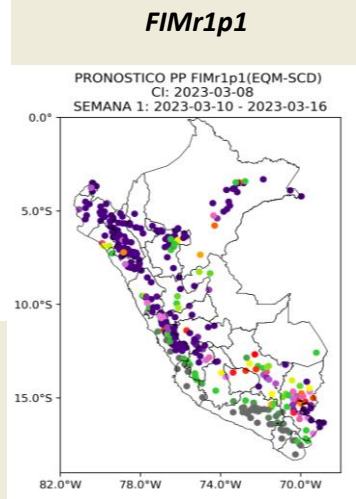 FIMr1p1
PRONOSTICO PP FIMr1p1(EQM-SCD)
CI: 2023-03-08
SEMANA 1: 2023-03-10 - 2023-03-16
0.0°
5.0°S
10.0°S
15.0°S
82.0°W 78.0°W 74.0°W 70.0°W